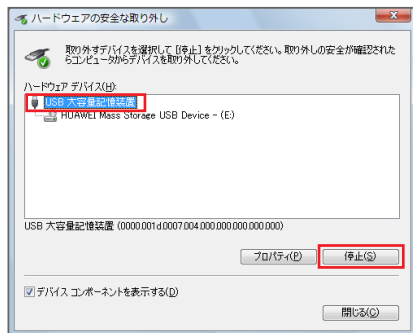 ハードウェアの安全な取り外し
取り外すデバイスを選択して [停止] をクリックしてください。取り外しの安全が確認された
らコンピュータからデバイスを取り外してください。
ハードウェア デバイス(H):
USB 大容量記憶装置
HUAWEI Mass Storage USB Device - (E:)
USB 大容量記憶装置 (0000.001d.0007.004.000.000.000.000.000)
プロパティ(P)
停止(S)
デバイス コンポーネントを表示する(D)
閉じる(C)